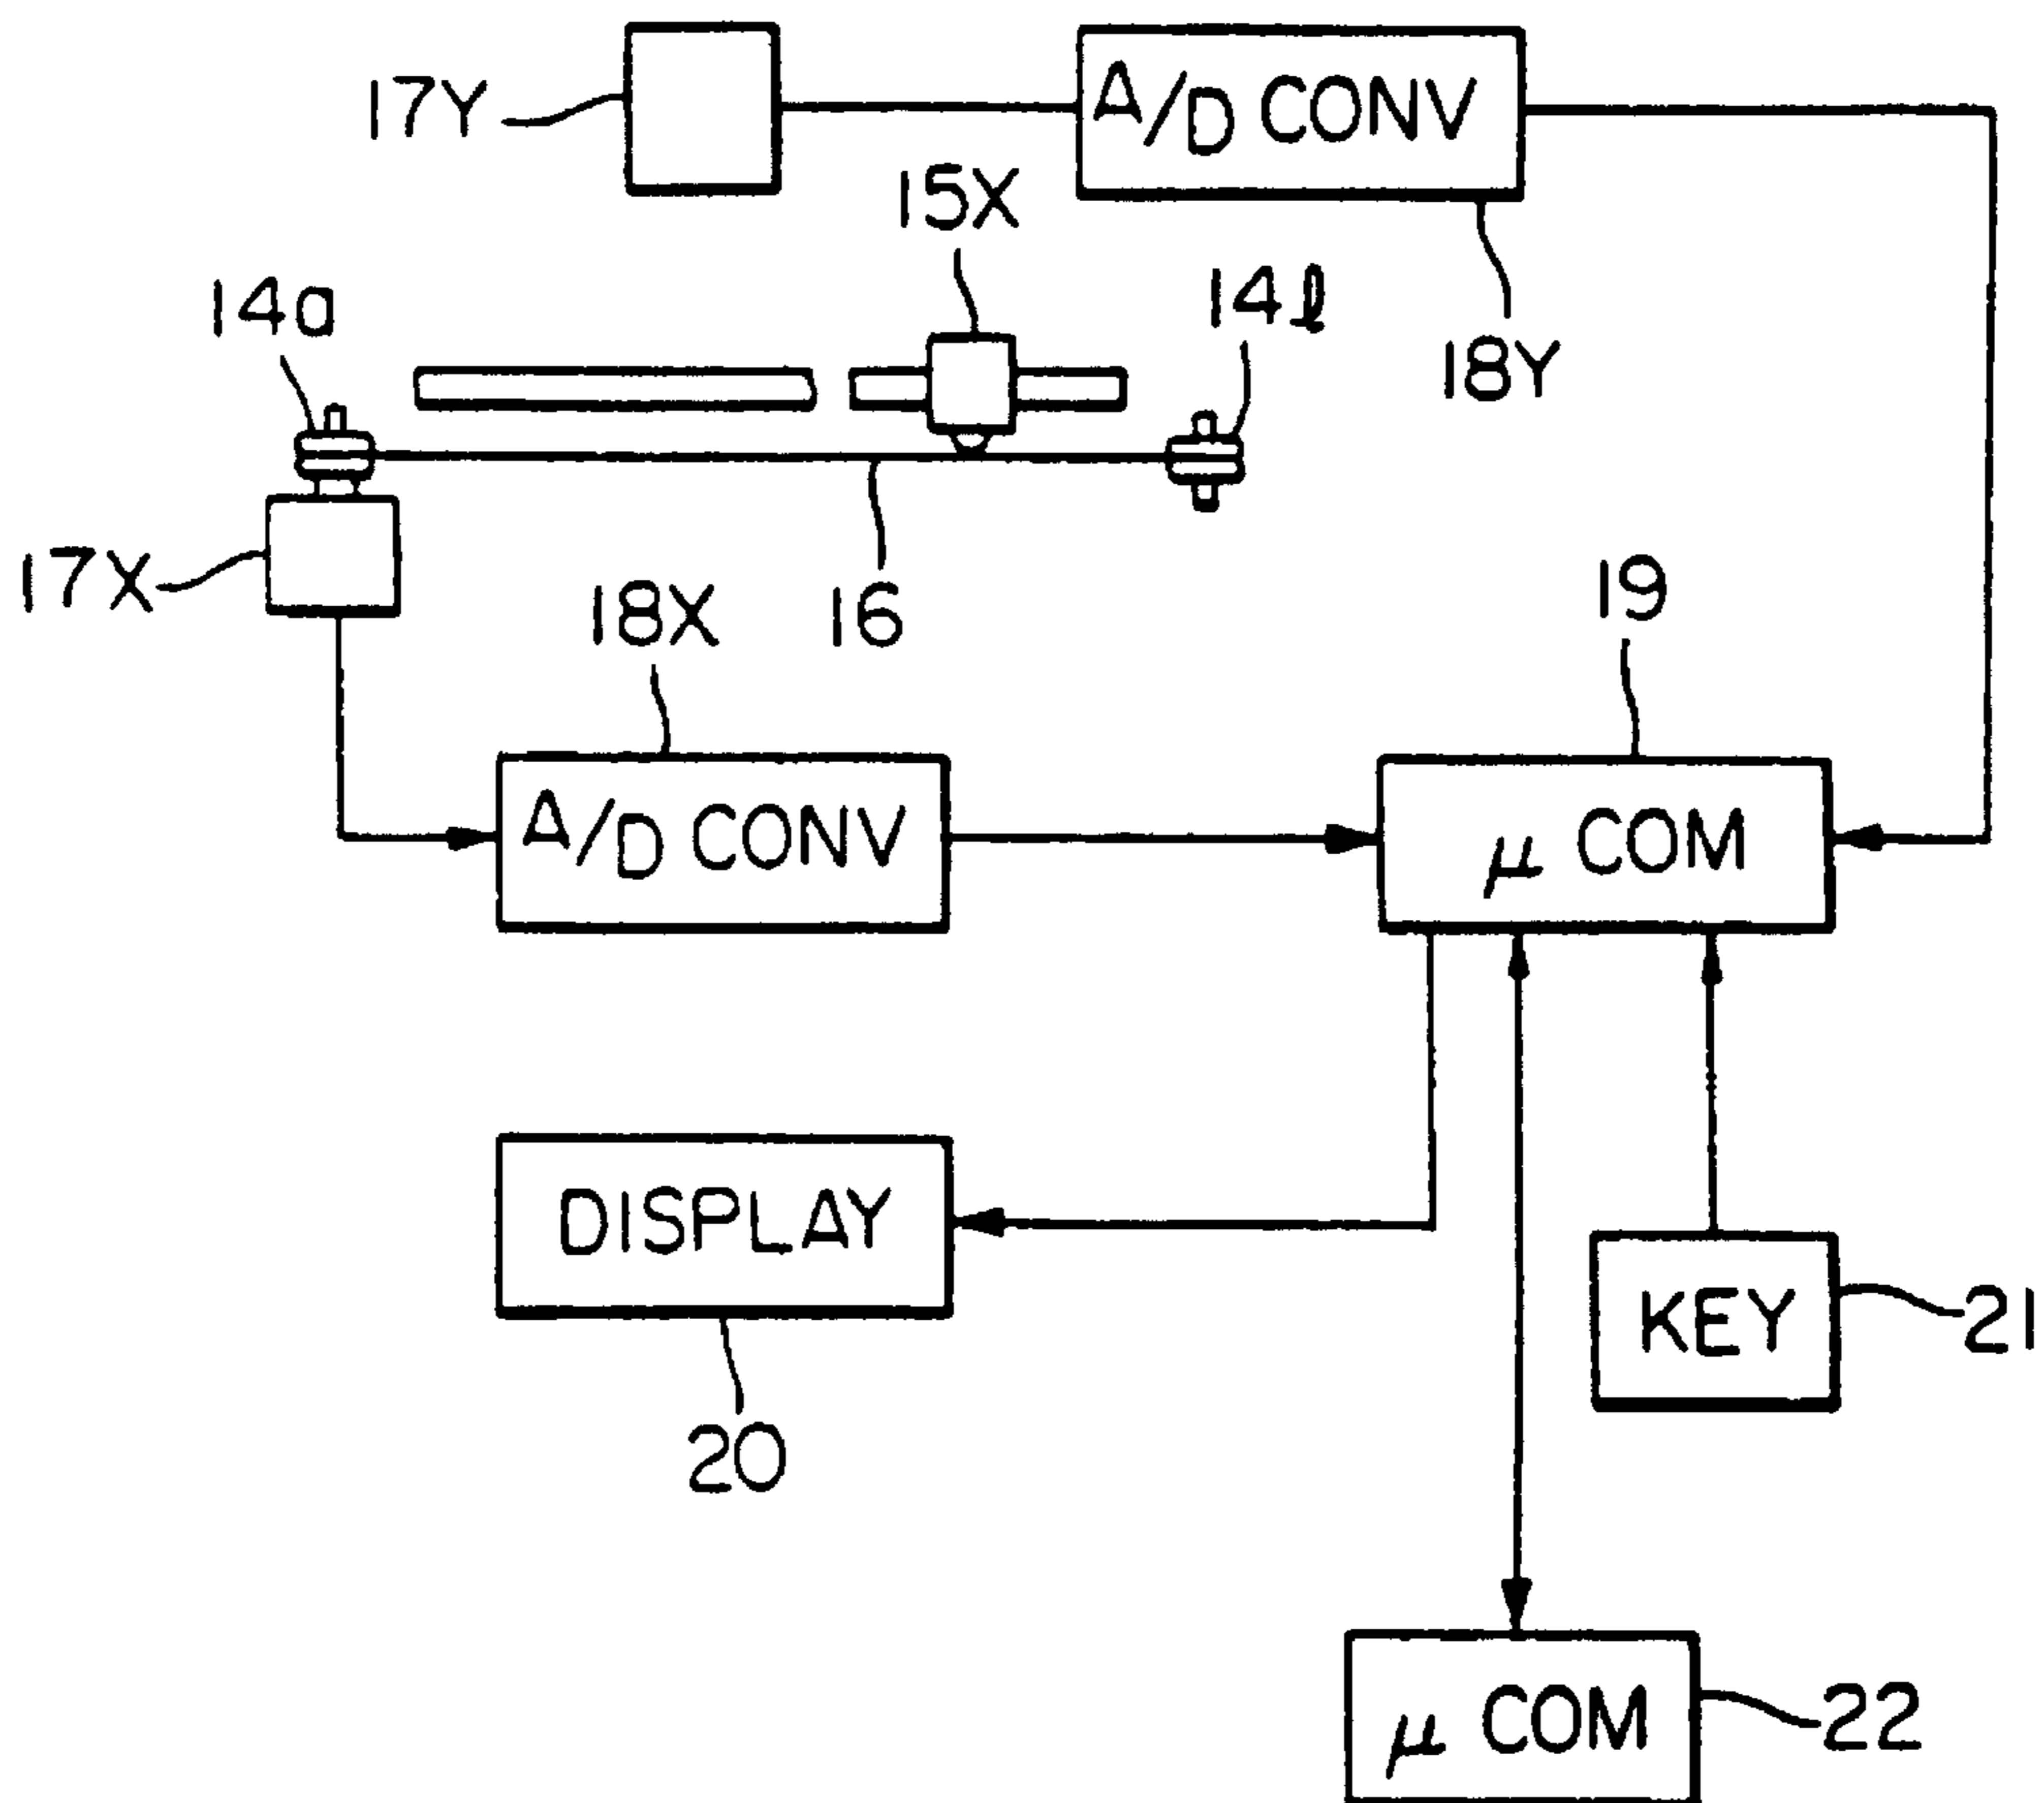 17Y
A/D CONV
15X
14a
14l
18Y
17X
18X
16
19
A/D CONV
μ COM
DISPLAY
KEY
21
20
μ COM
22